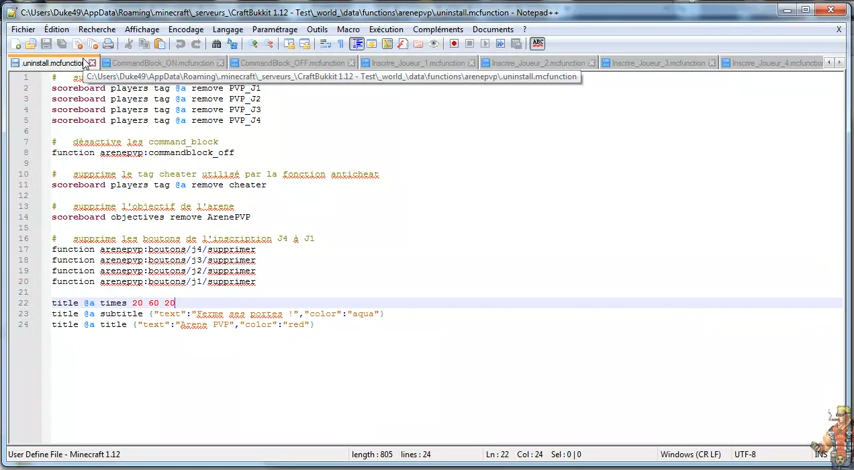 C:\Users\Duke49\AppData\Roaming\.minecraft\_serveurs_\CraftBukkit 1.12 - Test\_world_\data\functions\arenepvp\.uninstall.mcfunction - Notepad++
Fichier Édition Recherche Affichage Encodage Langage Paramétrage Outils Macro Exécution Compléments Documents ? X
.uninstall.mcfunction CommandBlock_ON.mcfunction CommandBlock_OFF.mcfunction Inscrire_Joueur_1.mcfunction Inscrire_Joueur_2.mcfunction Inscrire_Joueur_3.mcfunction Inscrire_Joueur_4.mcfunction
C:\Users\Duke49\AppData\Roaming\.minecraft\_serveurs_\CraftBukkit 1.12 - Test\_world_\data\functions\arenepvp\.uninstall.mcfunction
1 #
2 scoreboard players tag @a remove PVP_J1
3 scoreboard players tag @a remove PVP_J2
4 scoreboard players tag @a remove PVP_J3
5 scoreboard players tag @a remove PVP_J4
6
7 # désactive les command_block
8 function arenepvp:commandblock_off
9
10 # supprime le tag cheater utilisé par la fonction anticheat
11 scoreboard players tag @a remove cheater
12
13 # supprime l'objectif de l'arene
14 scoreboard objectives remove ArenePVP
15
16 # supprime les boutons de l'inscription J4 à J1
17 function arenepvp:boutons/j4/supprimer
18 function arenepvp:boutons/j3/supprimer
19 function arenepvp:boutons/j2/supprimer
20 function arenepvp:boutons/j1/supprimer
21
22 title @a times 20 60 20
23 title @a subtitle {"text":"Ferme ses portes !","color":"aqua"}
24 title @a title {"text":"Arene PVP","color":"red"}
User Define File - Minecraft 1.12 length : 805 lines : 24 Ln : 22 Col : 24 Sel : 0 | 0 Windows (CR LF) UTF-8 INS